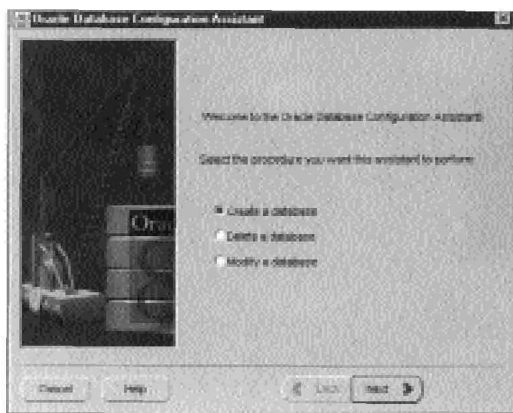 Oracle Database Configuration Assistant
Welcome to the Oracle Database Configuration Assistant!
Select the procedure you want this assistant to perform:
Create a database
Delete a database
Modify a database
Orac
Cancel
Help
Back
Next